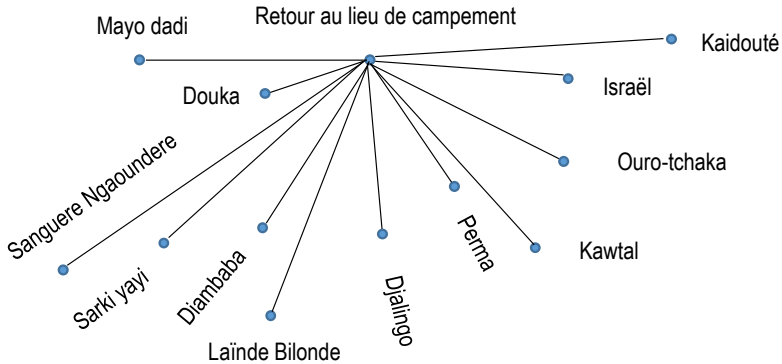 Retour au lieu de campement
Mayo dadi
Kaidouté
Israël
Douka
Ouro-tchaka
Sanguere Ngaoundere
Perma
Kawtal
Sarki yayi
Diambaba
Djalingo
Laïnde Bilonde